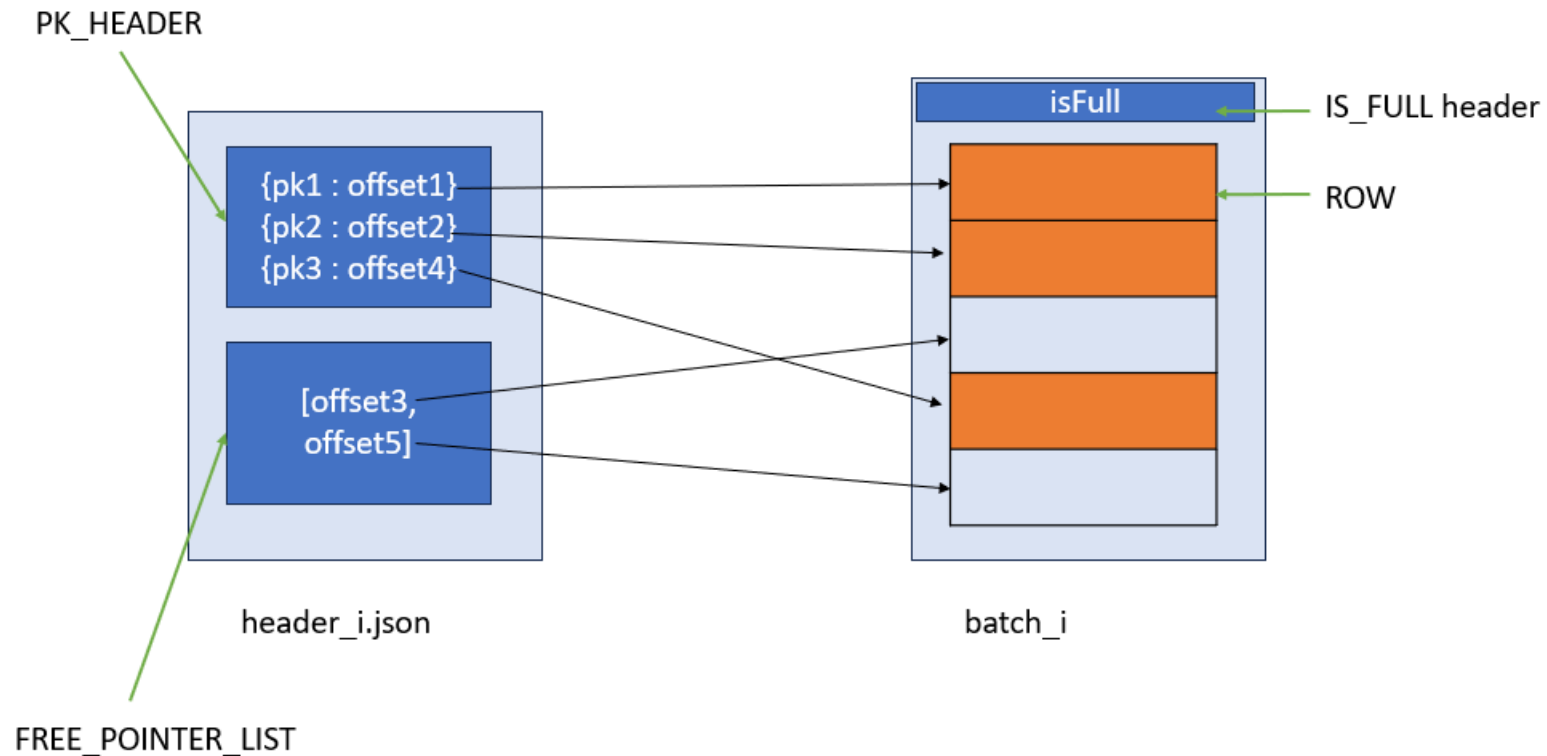 PK_HEADER
{pk1 : offset1}
{pk2 : offset2}
{pk3 : offset4}
[offset3,
offset5]
header_i.json
FREE_POINTER_LIST
isFull
IS_FULL header
ROW
batch_i